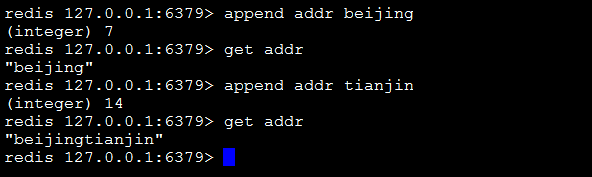 redis 127.0.0.1:6379> append addr beijing
(integer) 7
redis 127.0.0.1:6379> get addr
"beijing"
redis 127.0.0.1:6379> append addr tianjin
(integer) 14
redis 127.0.0.1:6379> get addr
"beijingtianjin"
redis 127.0.0.1:6379>